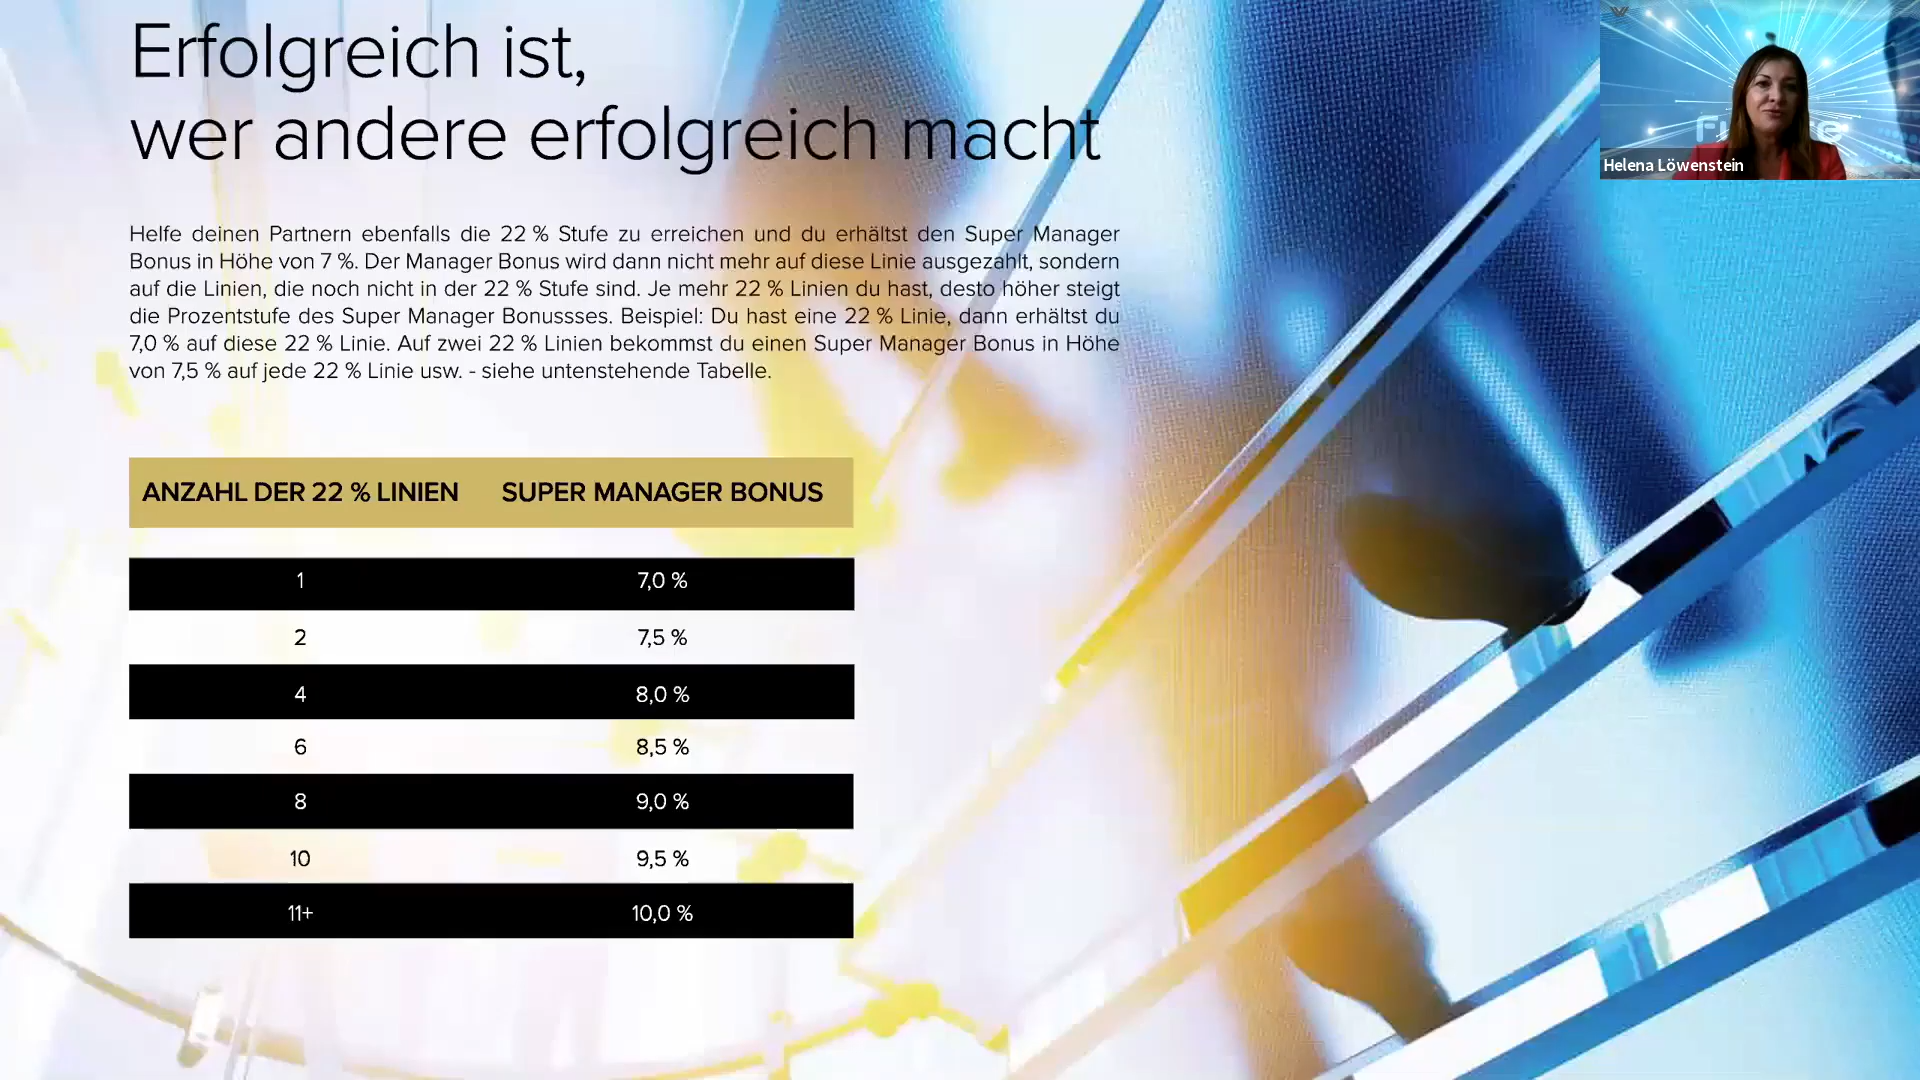 Erfolgreich ist,
wer andere erfolgreich macht
Helfe deinen Partnern ebenfalls die 22 % Stufe zu erreichen und du erhältst den Super Manager
Bonus in Höhe von 7 %. Der Manager Bonus wird dann nicht mehr auf diese Linie ausgezahlt, sondern
auf die Linien, die noch nicht in der 22 % Stufe sind. Je mehr 22 % Linien du hast, desto höher steigt
die Prozentstufe des Super Manager Bonussses. Beispiel: Du hast eine 22 % Linie, dann erhältst du
7,0 % auf diese 22 % Linie. Auf zwei 22 % Linien bekommst du einen Super Manager Bonus in Höhe
von 7,5 % auf jede 22 % Linie usw. - siehe untenstehende Tabelle.
ANZAHL DER 22 % LINIEN SUPER MANAGER BONUS
1 7,0 %
2 7,5 %
4 8,0 %
6 8,5 %
8 9,0 %
10 9,5 %
11+ 10,0 %
Helena Löwenstein